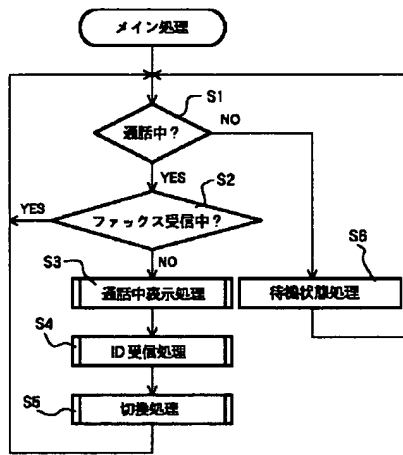 メイン処理
S1
通話中?
NO
YES
S2
YES
ファックス受信中?
NO
S3
通話中表示処理
S6
待機状態処理
S4
ID受信処理
S5
切換処理